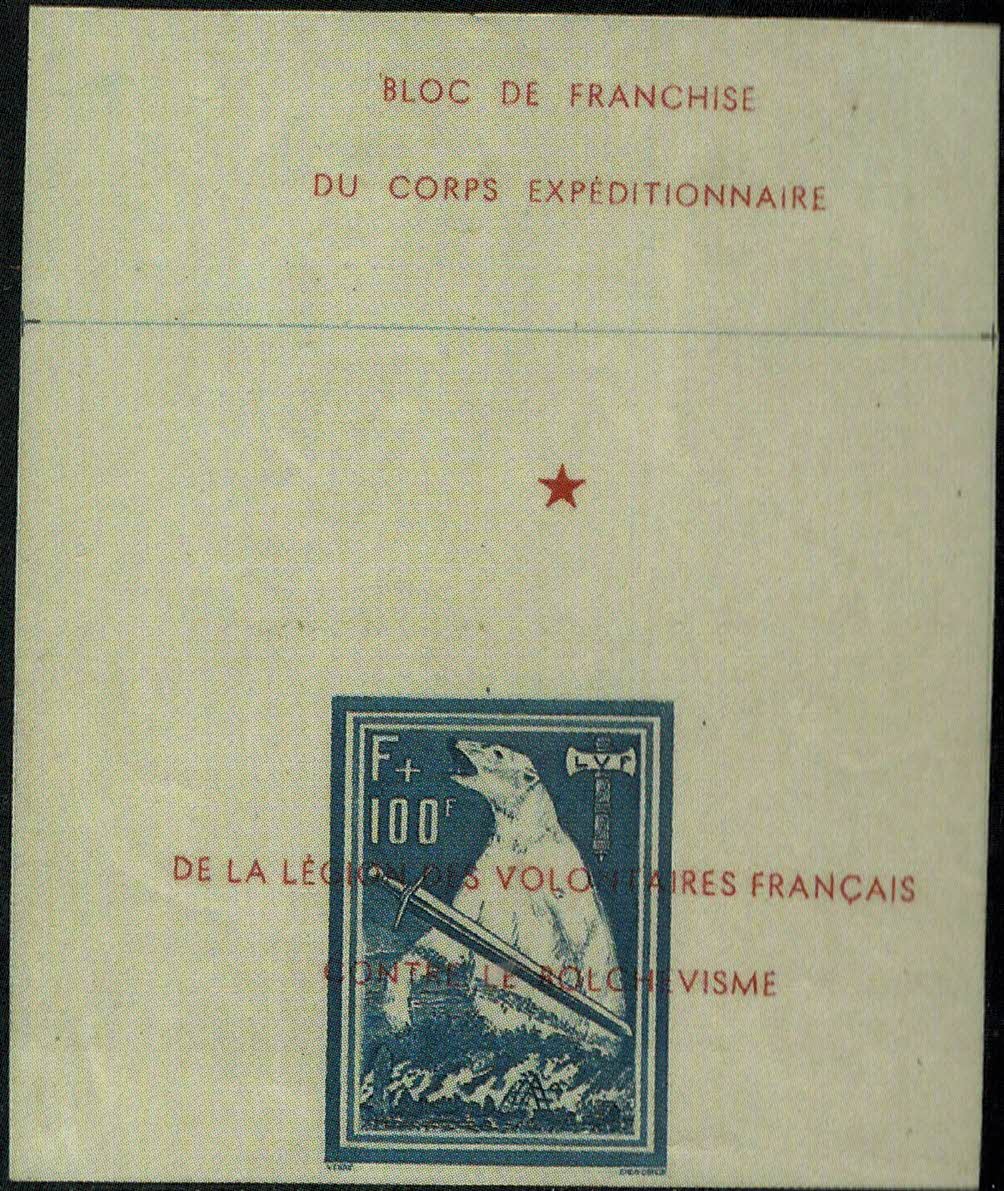 BLOC DE FRANCHISE
DU CORPS EXPÉDITIONNAIRE
F+
100F
LVF
DE LA LÉGION DES VOLONTAIRES FRANÇAIS
CONTRE LE BOLCHEVISME